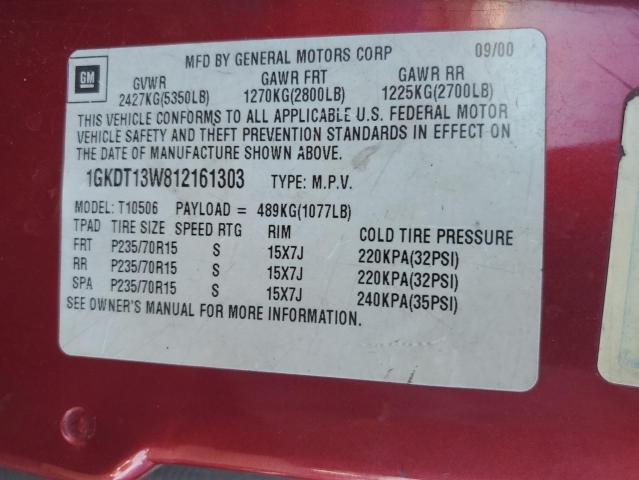 MFD BY GENERAL MOTORS CORP 09/00
GM
GVWR GAWR FRT GAWR RR
2427KG(5350LB) 1270KG(2800LB) 1225KG(2700LB)
THIS VEHICLE CONFORMS TO ALL APPLICABLE U.S. FEDERAL MOTOR
VEHICLE SAFETY AND THEFT PREVENTION STANDARDS IN EFFECT ON
THE DATE OF MANUFACTURE SHOWN ABOVE.
1GKDT13W812161303 TYPE: M.P.V.
MODEL: T10506 PAYLOAD = 489KG(1077LB)
TPAD TIRE SIZE SPEED RTG RIM COLD TIRE PRESSURE
FRT P235/70R15 S 15X7J 220KPA(32PSI)
RR P235/70R15 S 15X7J 220KPA(32PSI)
SPA P235/70R15 S 15X7J 240KPA(35PSI)
SEE OWNER'S MANUAL FOR MORE INFORMATION.